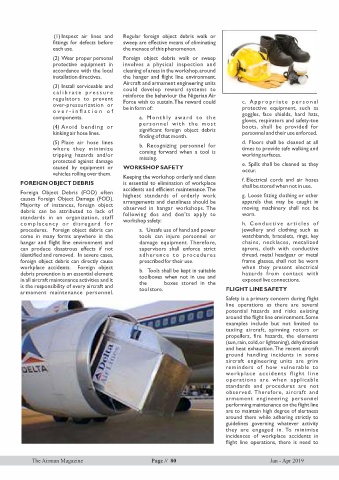 (1) Inspect air lines and
fittings for defects before
each use.
(2) Wear proper personal
protective equipment in
accordance with the local
installation directives.
(3) Install serviceable and
calibrate pressure
regulators to prevent
over-pressurization or
over-inflation of
components.
(4) Avoid bending or
kinking air hose lines.
(5) Place air hose lines
where they minimize
tripping hazards and/or
protected against damage
caused by equipment or
vehicles rolling over them.
FOREIGN OBJECT DEBRIS
Foreign Object Debris (FOD) often
causes Foreign Object Damage (FOD).
Majority of instances, foreign object
debris can be attributed to lack of
standards in an organization, staff
complacency or disregard for
procedures. Foreign object debris can
come in many forms anywhere in the
hangar and flight line environment and
can produce disastrous effects if not
identified and removed. In severe cases,
foreign object debris can directly cause
workplace accidents. Foreign object
debris prevention is an essential element
in all aircraft maintenance activities and it
is the responsibility of every aircraft and
armament maintenance personnel.
Regular foreign object debris walk or
sweep are effective means of eliminating
the menace of this phenomenon.
Foreign object debris walk or sweep
involves a physical inspection and
cleaning of areas in the workshop, around
the hangar and flight line environment.
Aircraft and armament engineering units
could develop reward systems to
reinforce the behaviour the Nigerian Air
Force wish to sustain. The reward could
be in form of:
a. Monthly award to the
personnel with the most
significant foreign object debris
finding of that month.
b. Recognizing personnel for
coming forward when a tool is
missing.
WORKSHOP SAFETY
Keeping the workshop orderly and clean
is essential to elimination of workplace
accidents and efficient maintenance. The
highest degrees of orderly work
arrangements and cleanliness should be
observed in hangar workshops. The
following dos and don'ts apply to
workshop safety:
a. Unsafe use of hand and power
tools can injure personnel or
damage equipment. Therefore,
supervisors shall enforce strict
adherence to procedures
prescribed for their use.
b. Tools shall be kept in suitable
toolboxes when not in use and
the boxes stored in the
tool store.
c. Appropriate personal
protective equipment, such as
goggles, face shields, hard hats,
gloves, respirators and safety-toe
boots, shall be provided for
personnel and their use enforced.
d. Floors shall be cleaned at all
times to provide safe walking and
working surfaces.
e. Spills shall be cleaned as they
occur.
f. Electrical cords and air hoses
shall be stored when not in use.
g. Loose fitting clothing or other
apparels that may be caught in
moving machinery shall not be
worn.
h. Conductive articles of
jewellery and clothing such as
watchbands, bracelets, rings, key
chains, necklaces, metalized
aprons, cloth with conductive
thread, metal headgear or metal
frame glasses, shall not be worn
when they present electrical
hazards from contact with
exposed live connections.
FLIGHT LINE SAFETY
Safety is a primary concern during flight
line operations as there are several
potential hazards and risks existing
around the flight line environment. Some
examples include but not limited to
taxiing aircraft, spinning rotors or
propellers, fire hazards, the elements
(sun, rain, cold, or lightening), dehydration
and heat exhaustion. The recent aircraft
ground handling incidents in some
aircraft engineering units are grim
reminders of how vulnerable to
workplace accidents flight line
operations are when applicable
standards and procedures are not
observed. Therefore, aircraft and
armament engineering personnel
performing maintenance on the flight line
are to maintain high degree of alertness
around them while adhering strictly to
guidelines governing whatever activity
they are engaged in. To minimise
incidences of workplace accidents in
flight line operations, there is need to
DELTA
The Airman Magazine
Page // 80
Jan - Apr 2019